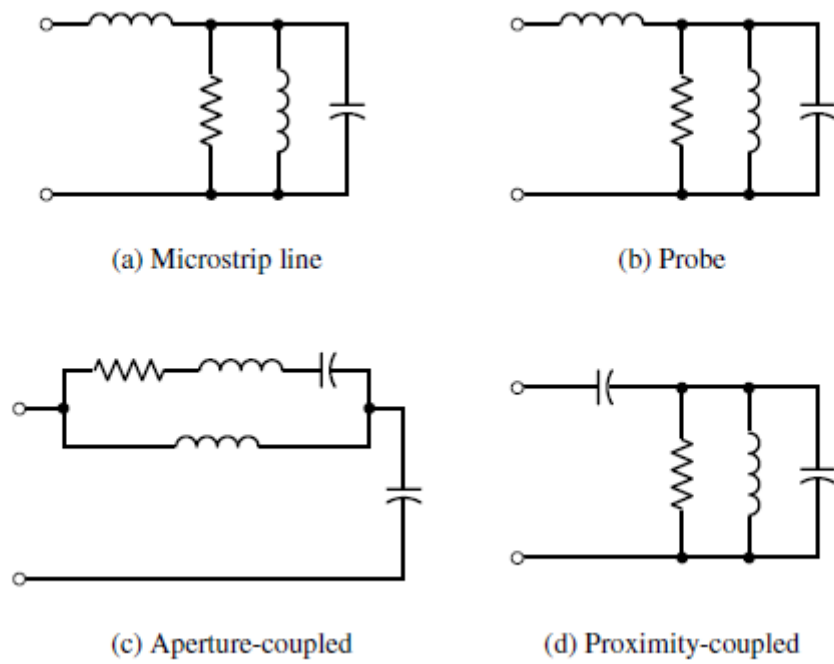 (a) Microstrip line
(b) Probe
(c) Aperture-coupled
(d) Proximity-coupled